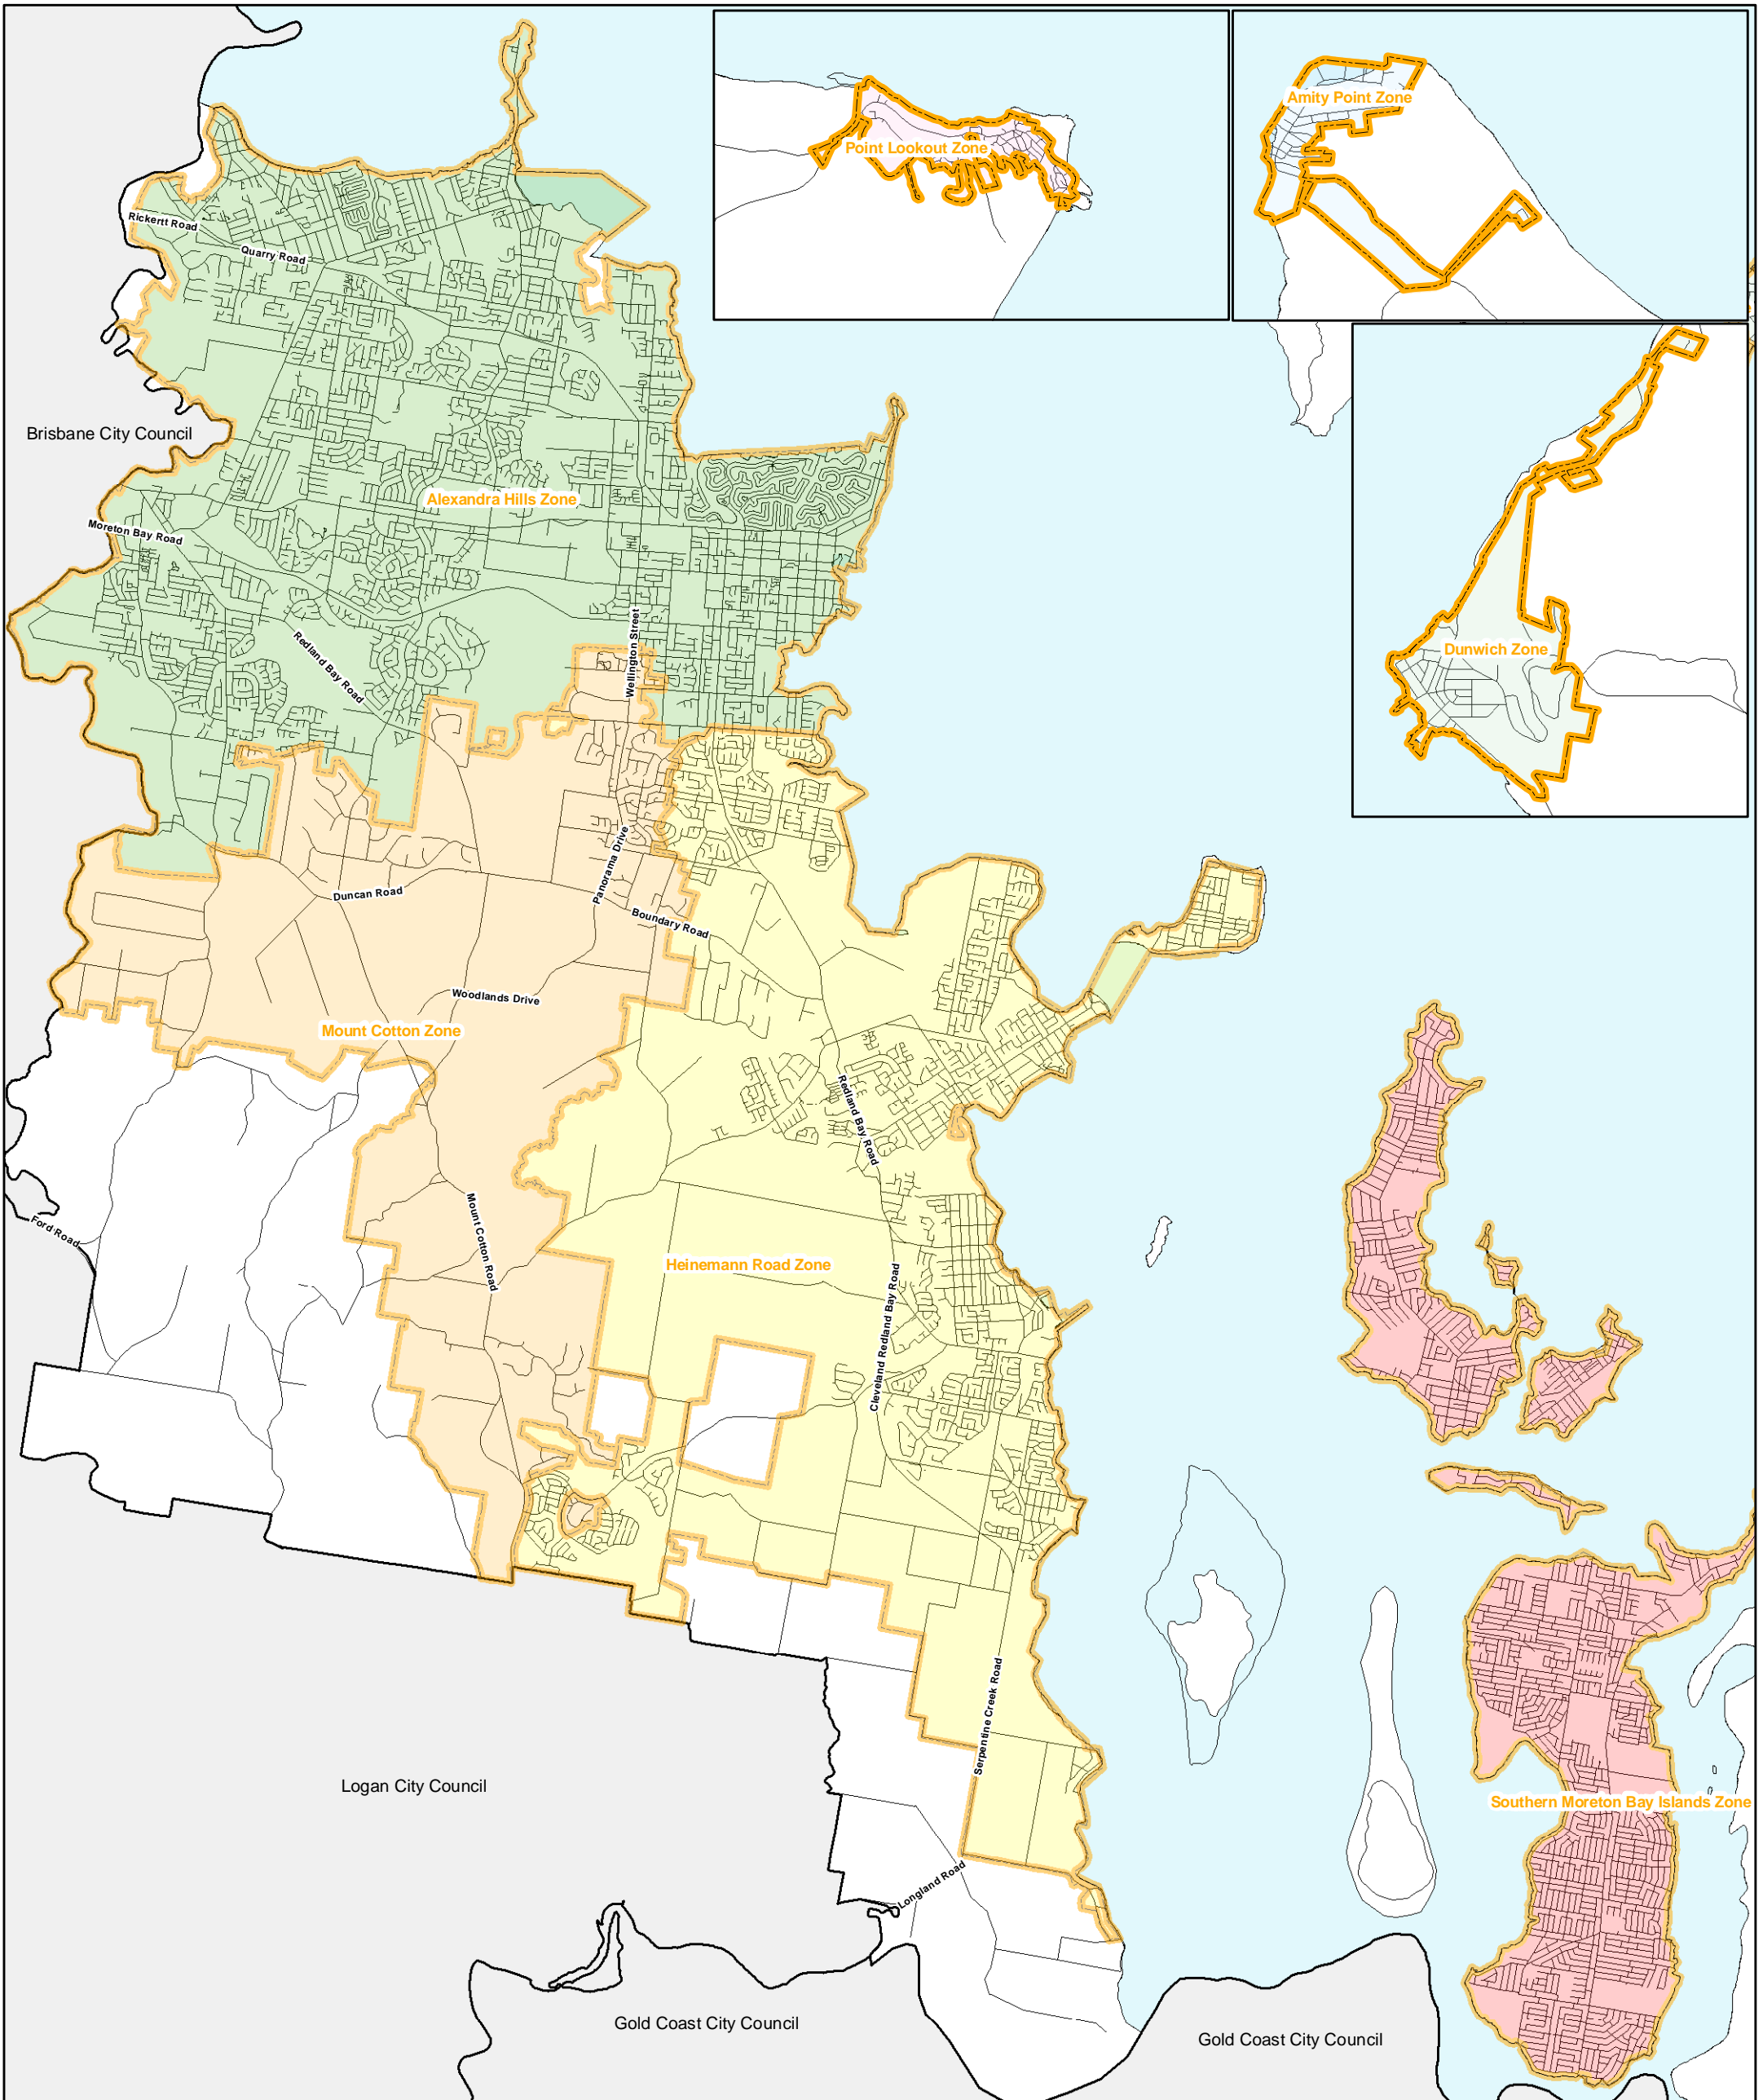 Amity Point Zone
Point Lookout Zone
Rickertt Road
Quarry Road
Brisbane City Council
Alexandra Hills Zone
Moreton Bay Road
Redland Bay Road
Wellington Street
Dunwich Zone
Panorama Drive
Duncan Road
Boundary Road
Woodlands Drive
Mount Cotton Zone
Redland Bay Road
Ford Road
Mount Cotton Road
Heinemann Road Zone
Cleveland Redland Bay Road
Serpentine Creek Road
Logan City Council
Southern Moreton Bay Islands Zone
Longland Road
Gold Coast City Council
Gold Coast City Council